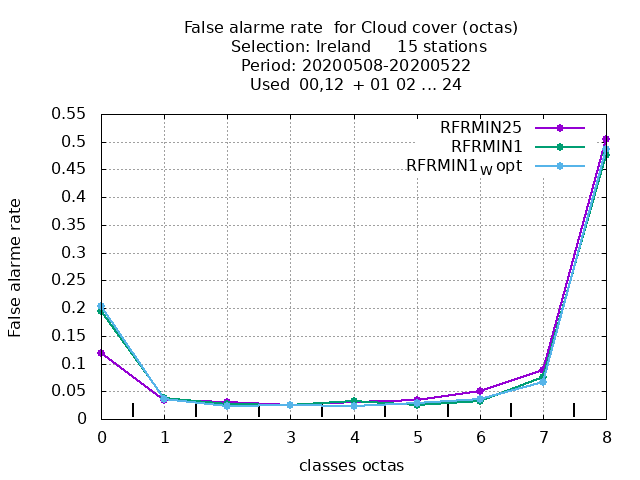 False alarme rate  for Cloud cover (octas)
Selection: Ireland     15 stations
Period: 20200508-20200522
Used  00,12  + 01 02 ... 24
RFRMIN25
RFRMIN1
RFRMIN1W opt
False alarme rate
0.55
0.5
0.45
0.4
0.35
0.3
0.25
0.2
0.15
0.1
0.05
0
0 1 2 3 4 5 6 7 8
classes octas